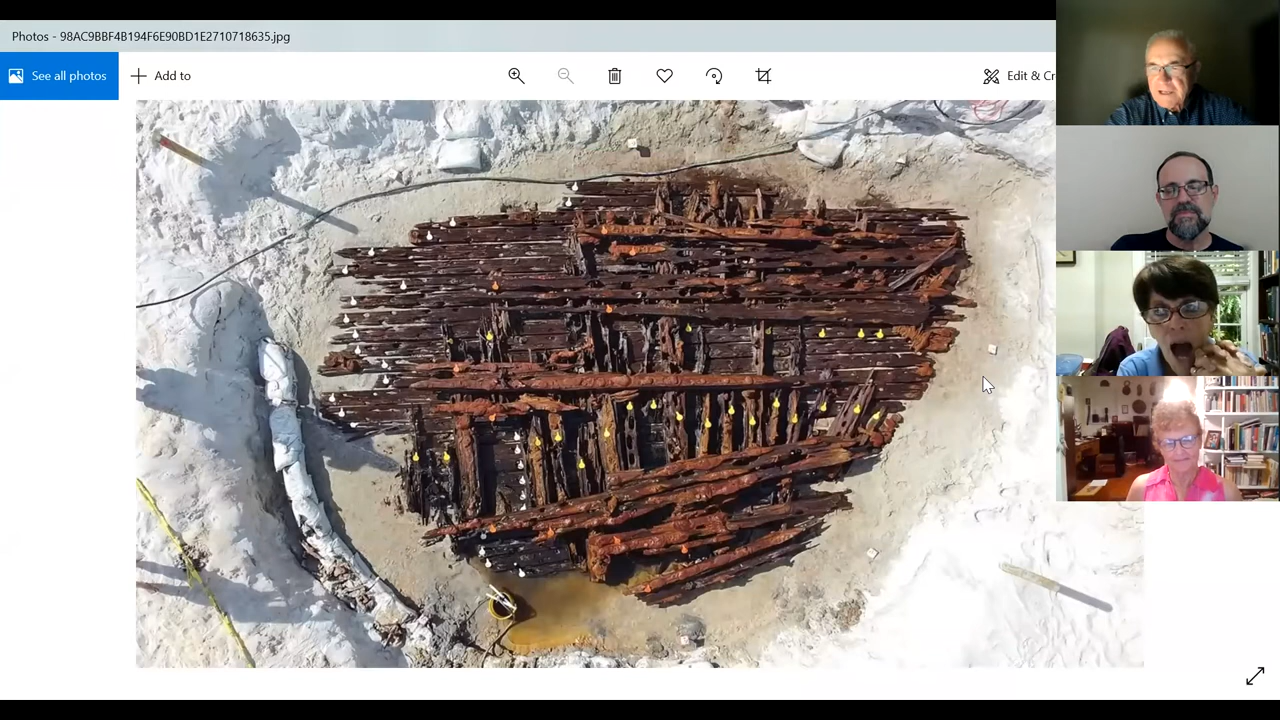 Photos - 98AC9BBF4B194F6E90BD1E2710718635.jpg
See all photos
Add to
Edit & Cr